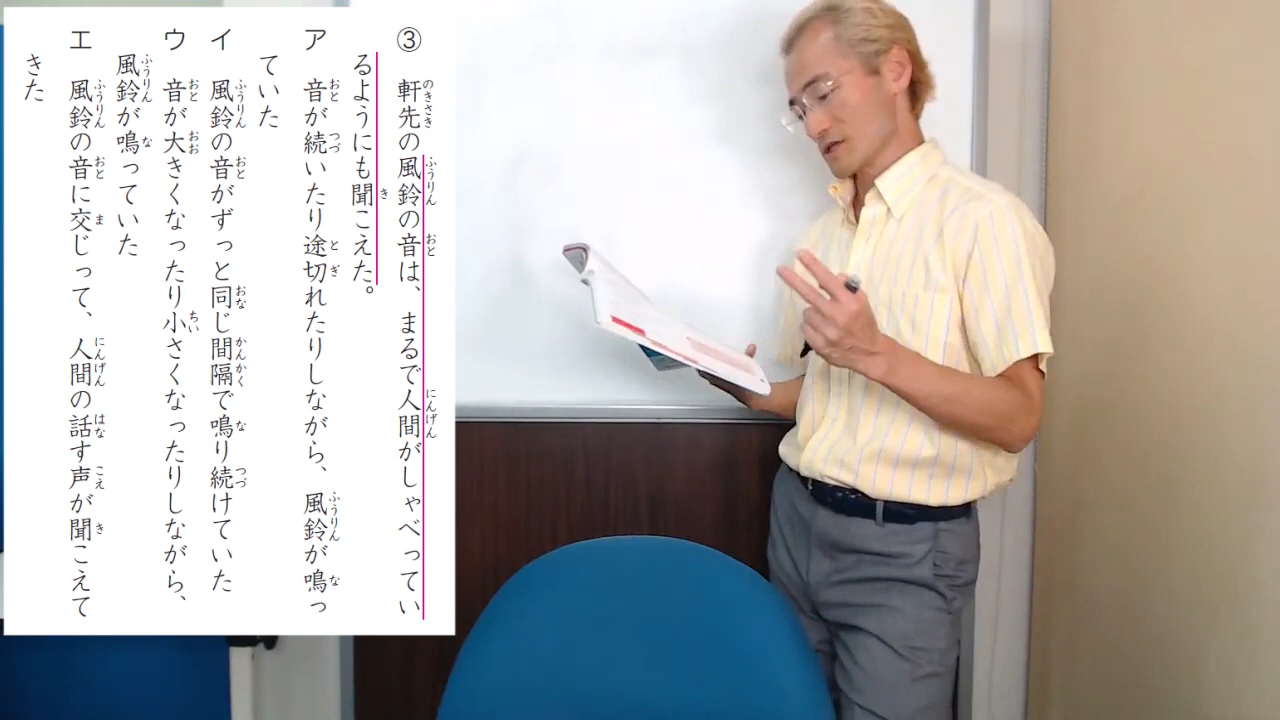 ③ 軒先の風鈴の音は、まるで人間がしゃべってい
るようにも聞こえた。
ア 音が続いたり途切れたりしながら、風鈴が鳴っ
ていた
イ 風鈴の音がずっと同じ間隔で鳴り続けていた
ウ 音が大きくなったり小さくなったりしながら、
風鈴が鳴っていた
エ 風鈴の音に交じって、人間の話す声が聞こえて
きた